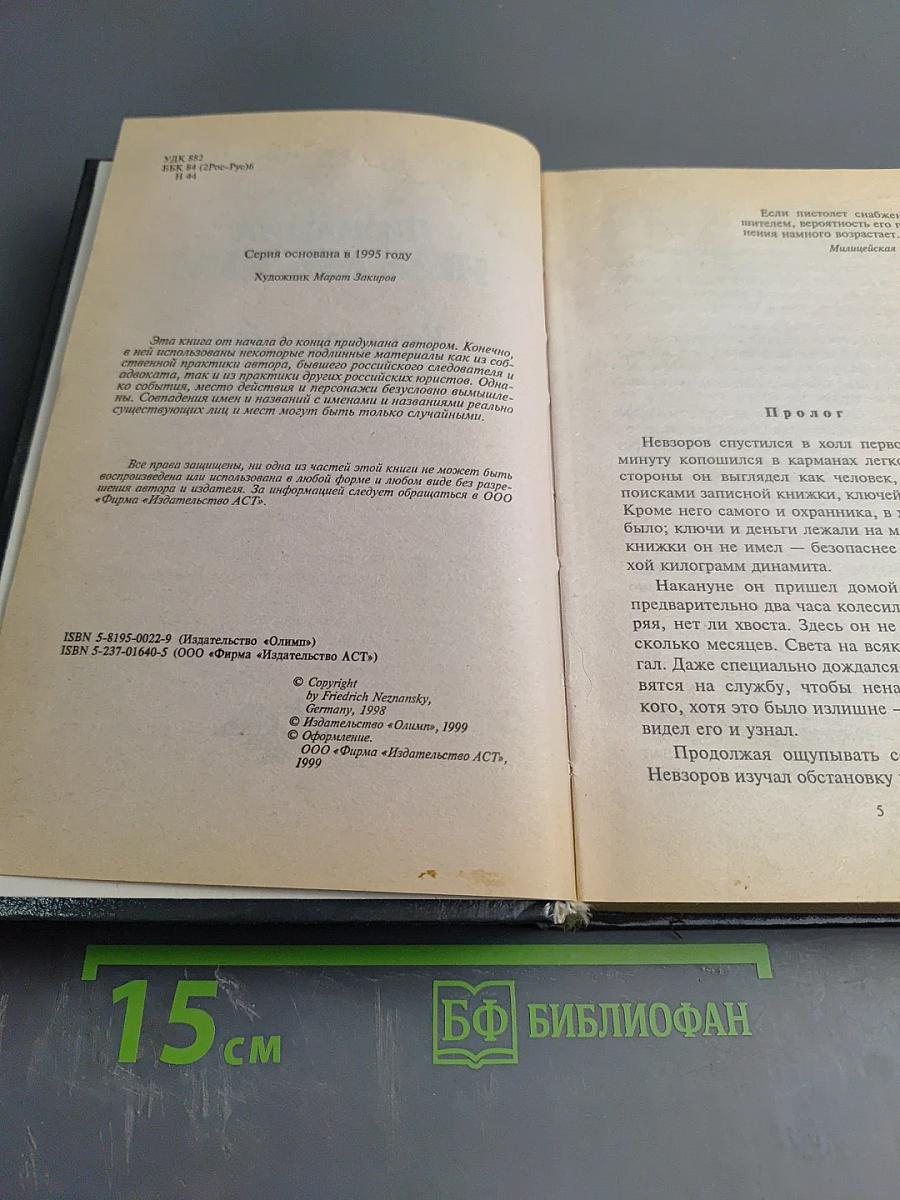 УДК 882
ББК 84 (2Рос-Рус)6
Н 44
Серия основана в 1995 году
Художник Марат Закиров
Эта книга от начала до конца придумана автором. Конечно,
в ней использованы некоторые подлинные материалы как из соб-
ственной практики автора, бывшего российского следователя и
адвоката, так и из практики других российских юристов. Одна-
ко события, место действия и персонажи безусловно вымышле-
ны. Совпадения имен и названий с именами и названиями реально
существующих лиц и мест могут быть только случайными.
Все права защищены, ни одна из частей этой книги не может быть
воспроизведена или использована в любой форме и любом виде без разре-
шения автора и издателя. За информацией следует обращаться в ООО
«Фирма «Издательство АСТ».
ISBN 5-8195-0022-9 (Издательство «Олимп»)
ISBN 5-237-01640-5 (ООО «Фирма «Издательство АСТ»)
© Copyright
by Friedrich Neznansky,
Germany, 1998
© Издательство «Олимп», 1999
© Оформление.
ООО «Фирма «Издательство АСТ»,
1999
Если пистолет снабжен
шителем, вероятность его п
нения намного возрастает.
Милицейская
Пролог
Невзоров спустился в холл перво
минуту копошился в карманах легко
стороны он выглядел как человек,
поисками записной книжки, ключей
Кроме него самого и охранника, в х
было; ключи и деньги лежали на м
книжки он не имел — безопаснее
хой килограмм динамита.
Накануне он пришел домой
предварительно два часа колесил
ряя, нет ли хвоста. Здесь он не
сколько месяцев. Света на всяк
гал. Даже специально дождался
вятся на службу, чтобы нена
кого, хотя это было излишне —
видел его и узнал.
Продолжая ощупывать се
Невзоров изучал обстановку
5
15 см
БФ БИБЛИОФАН